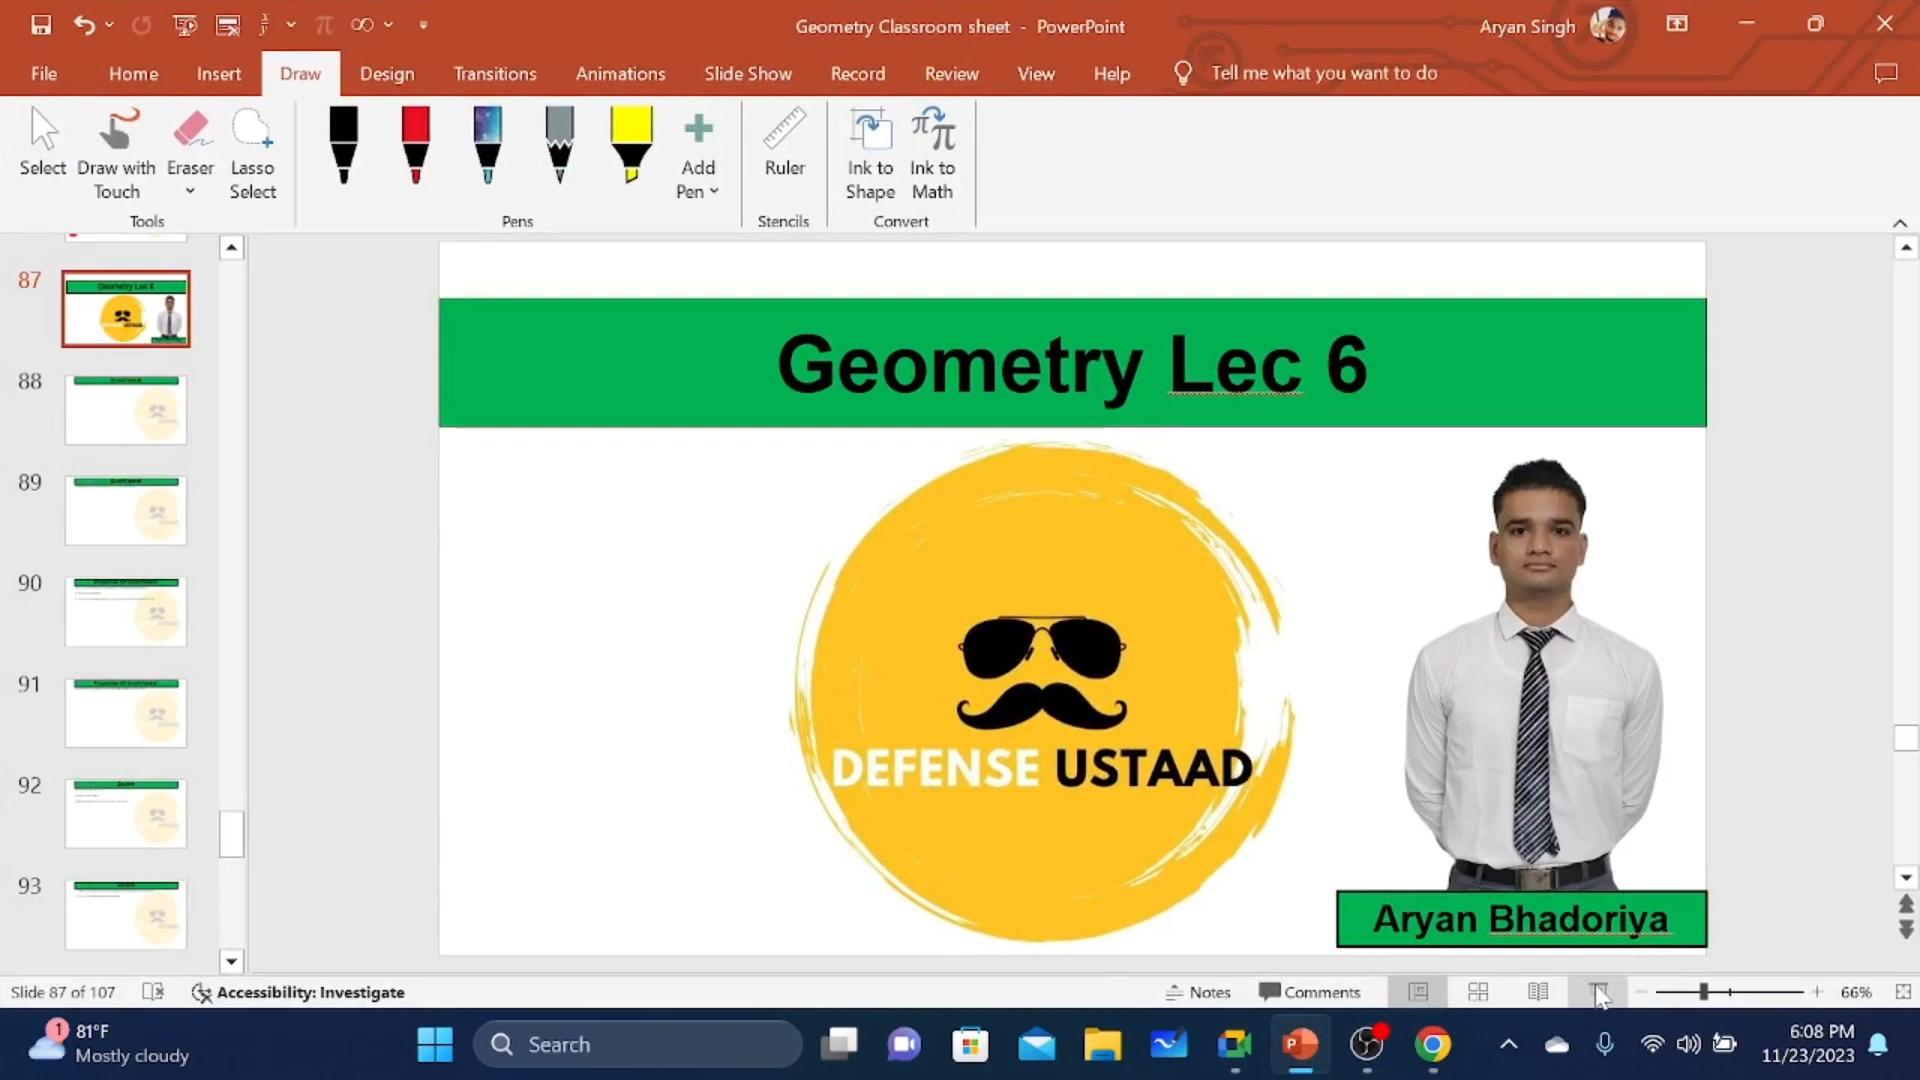 Geometry Classroom sheet - PowerPoint
Aryan Singh
File Home Insert Draw Design Transitions Animations Slide Show Record Review View Help Tell me what you want to do
Select
Draw with Touch
Eraser
Lasso Select
Add Pen
Ruler
Ink to Shape
Ink to Math
Tools Pens Stencils Convert
87
Geometry Lec 6
88
89
90
91
92
93
Geometry Lec 6
DEFENSE USTAAD
Aryan Bhadoriya
Slide 87 of 107 Accessibility: Investigate Notes Comments 66%
1
81°F
Mostly cloudy
Search
6:08 PM
11/23/2023